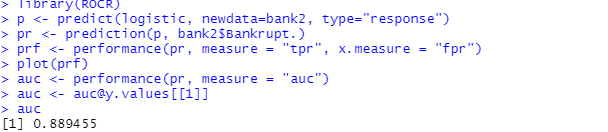 > library(ROCR)
> p <- predict(logistic, newdata=bank2, type="response")
> pr <- prediction(p, bank2$Bankrupt.)
> prf <- performance(pr, measure = "tpr", x.measure = "fpr")
> plot(prf)
> auc <- performance(pr, measure = "auc")
> auc <- auc@y.values[[1]]
> auc
[1] 0.889455